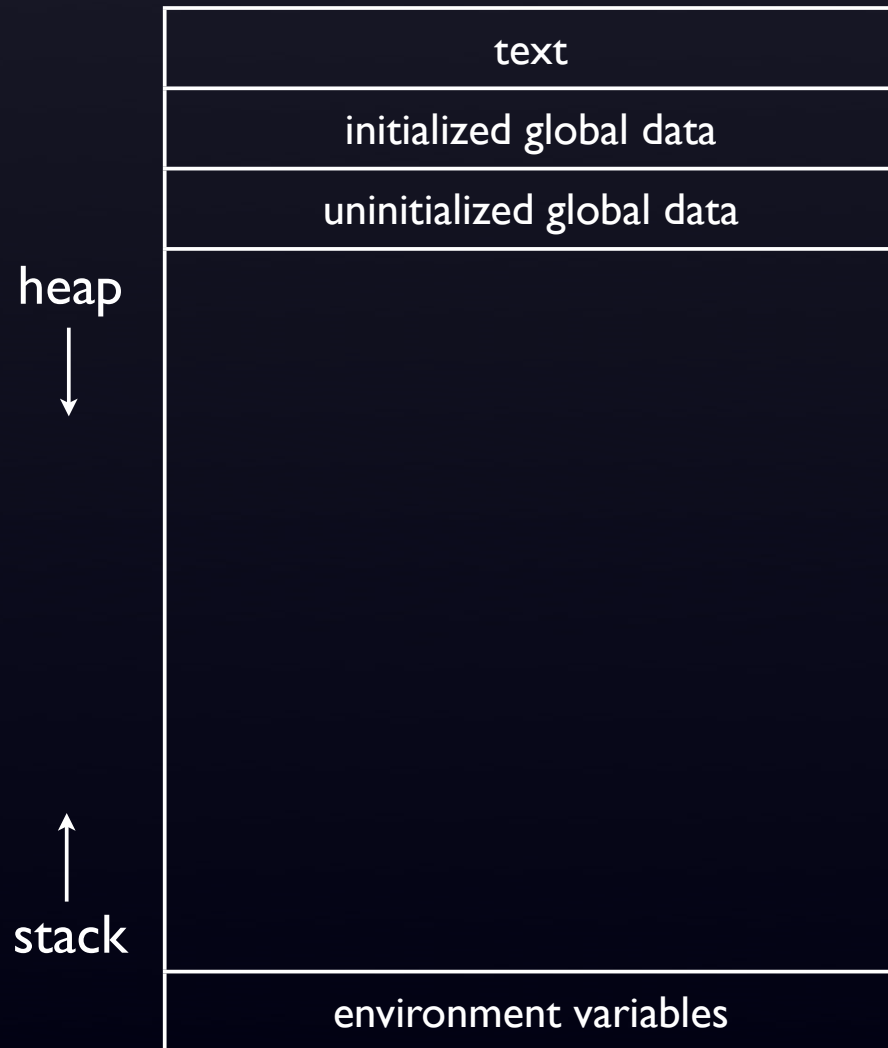 text
initialized global data
uninitialized global data
heap
stack
environment variables